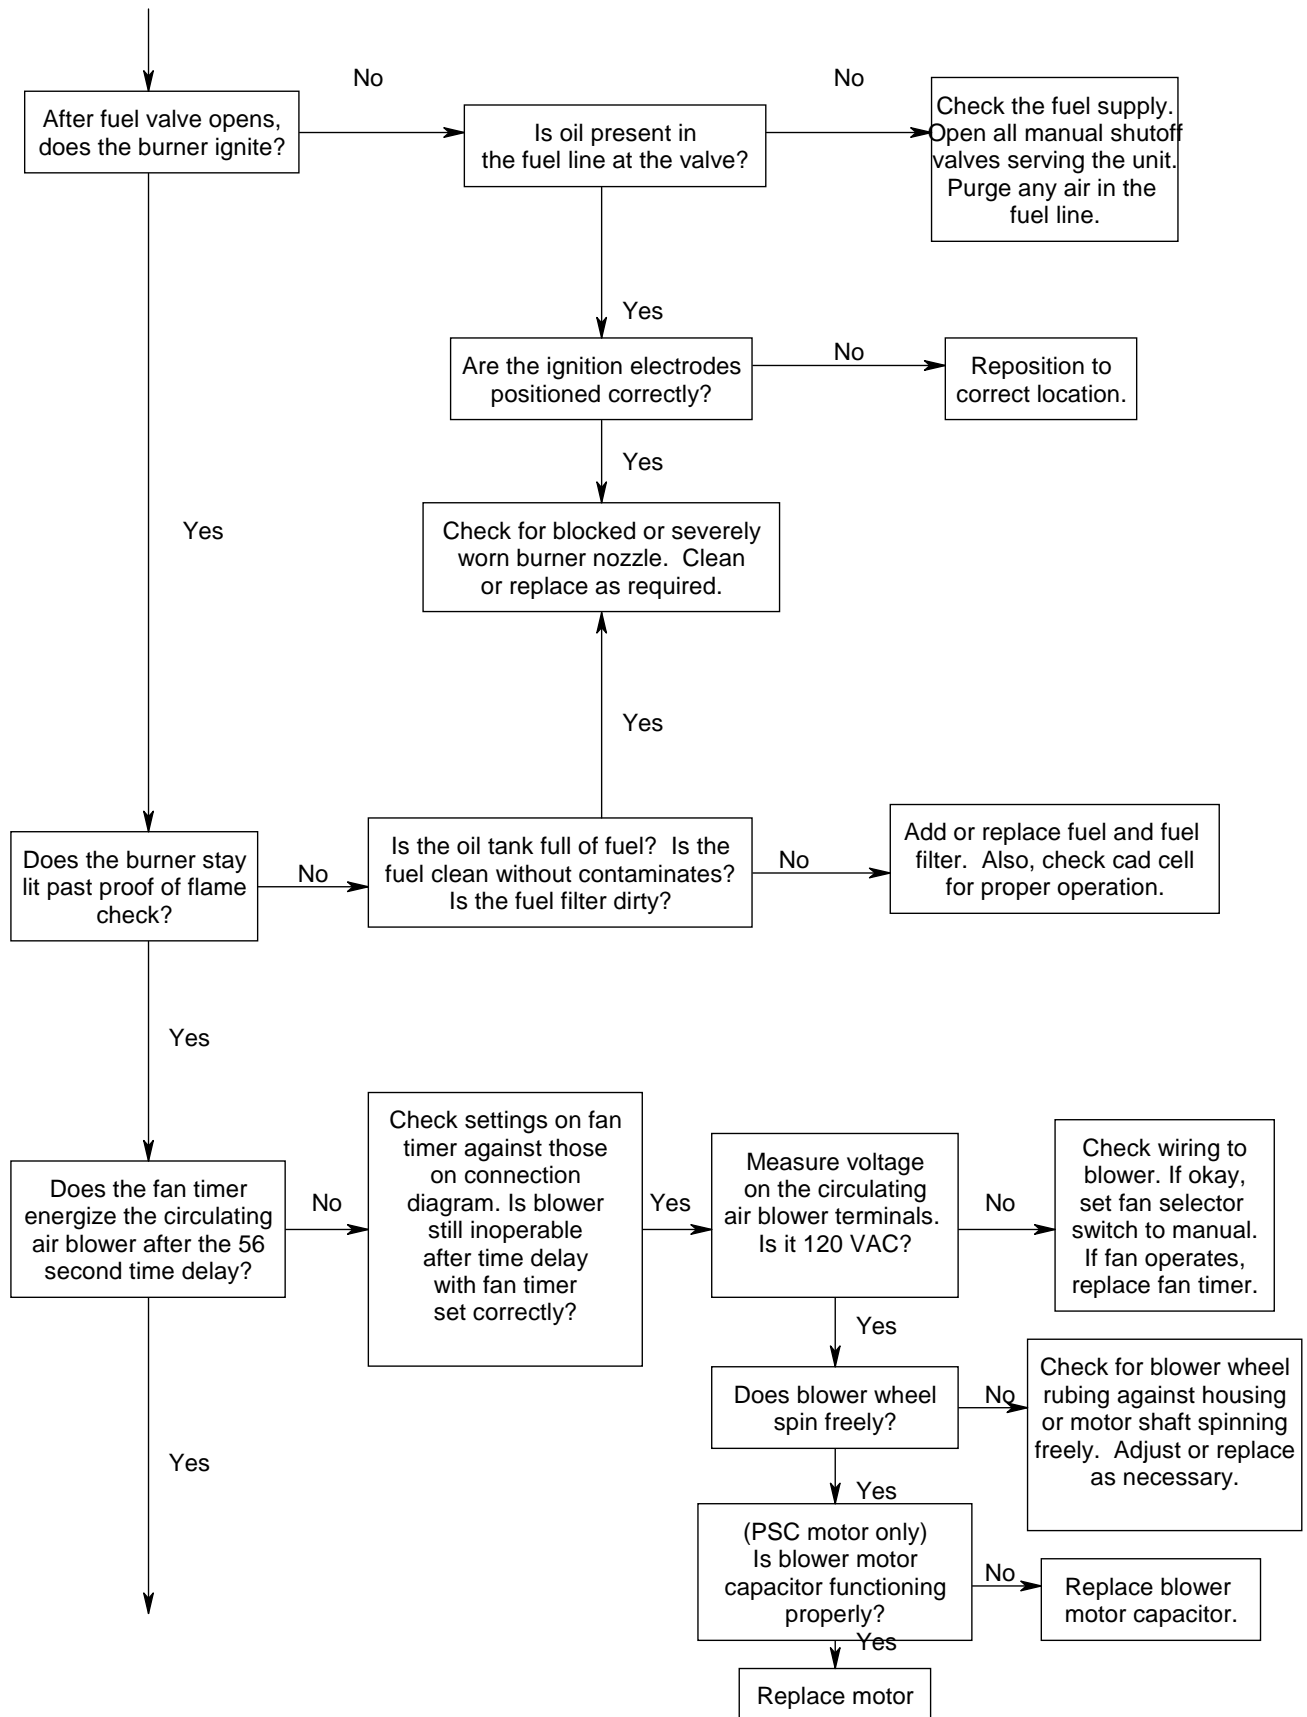 No
No
After fuel valve opens,
does the burner ignite?
Is oil present in
the fuel line at the valve?
Check the fuel supply.
Open all manual shutoff
valves serving the unit.
Purge any air in the
fuel line.
Yes
Are the ignition electrodes
positioned correctly?
No
Reposition to
correct location.
Yes
Yes
Check for blocked or severely
worn burner nozzle.  Clean
or replace as required.
Yes
Does the burner stay
lit past proof of flame
check?
No
Is the oil tank full of fuel?  Is the
fuel clean without contaminates?
Is the fuel filter dirty?
No
Add or replace fuel and fuel
filter.  Also, check cad cell
for proper operation.
Yes
Does the fan timer
energize the circulating
air blower after the 56
second time delay?
No
Check settings on fan
timer against those
on connection
diagram. Is blower
still inoperable
after time delay
with fan timer
set correctly?
Yes
Measure voltage
on the circulating
air blower terminals.
Is it 120 VAC?
No
Check wiring to
blower. If okay,
set fan selector
switch to manual.
If fan operates,
replace fan timer.
Yes
Does blower wheel
spin freely?
No
Check for blower wheel
rubing against housing
or motor shaft spinning
freely.  Adjust or replace
as necessary.
Yes
Yes
(PSC motor only)
Is blower motor
capacitor functioning
properly?
No
Replace blower
motor capacitor.
Yes
Replace motor